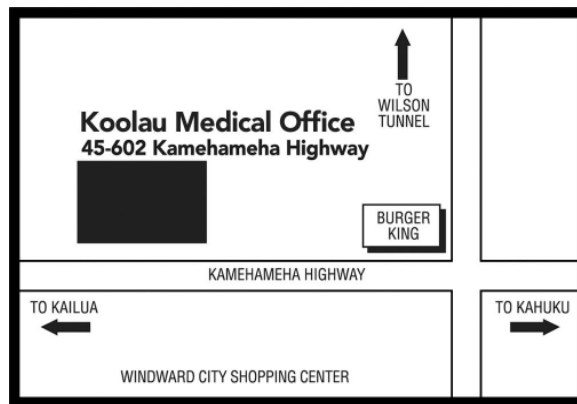 TO
WILSON
TUNNEL
Koolau Medical Office
45-602 Kamehameha Highway
BURGER
KING
KAMEHAMEHA HIGHWAY
TO KAILUA
TO KAHUKU
WINDWARD CITY SHOPPING CENTER